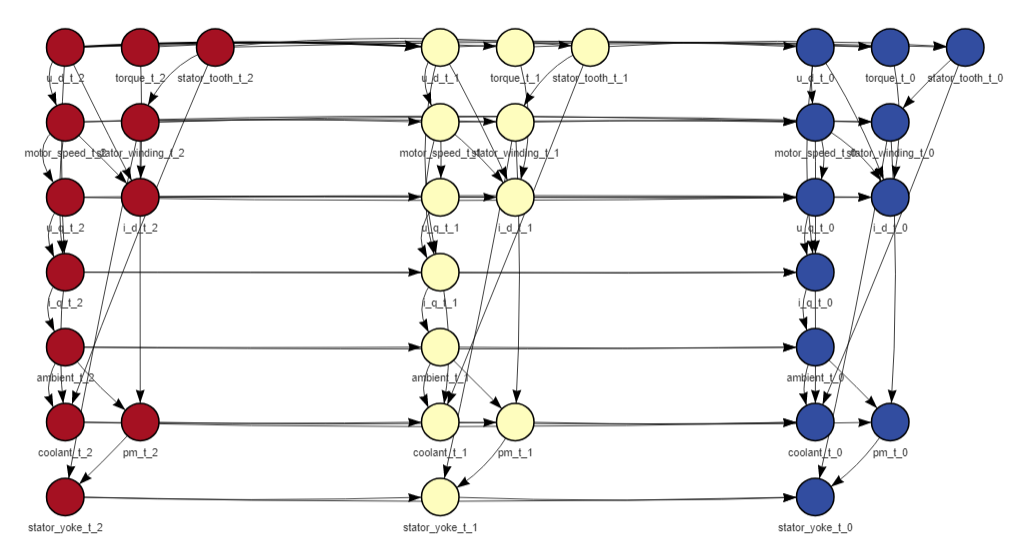 u_d_t_2 torque_t_2 stator_tooth_t_2 u_d_t_1 torque_t_1 stator_tooth_t_1 u_d_t_0 torque_t_0 stator_tooth_t_0
motor_speed_t_2 stator_winding_t_2 motor_speed_t_1 stator_winding_t_1 motor_speed_t_0 stator_winding_t_0
u_q_t_2 i_d_t_2 u_q_t_1 i_d_t_1 u_q_t_0 i_d_t_0
i_q_t_2 i_q_t_1 i_q_t_0
ambient_t_2 ambient_t_1 ambient_t_0
coolant_t_2 pm_t_2 coolant_t_1 pm_t_1 coolant_t_0 pm_t_0
stator_yoke_t_2 stator_yoke_t_1 stator_yoke_t_0